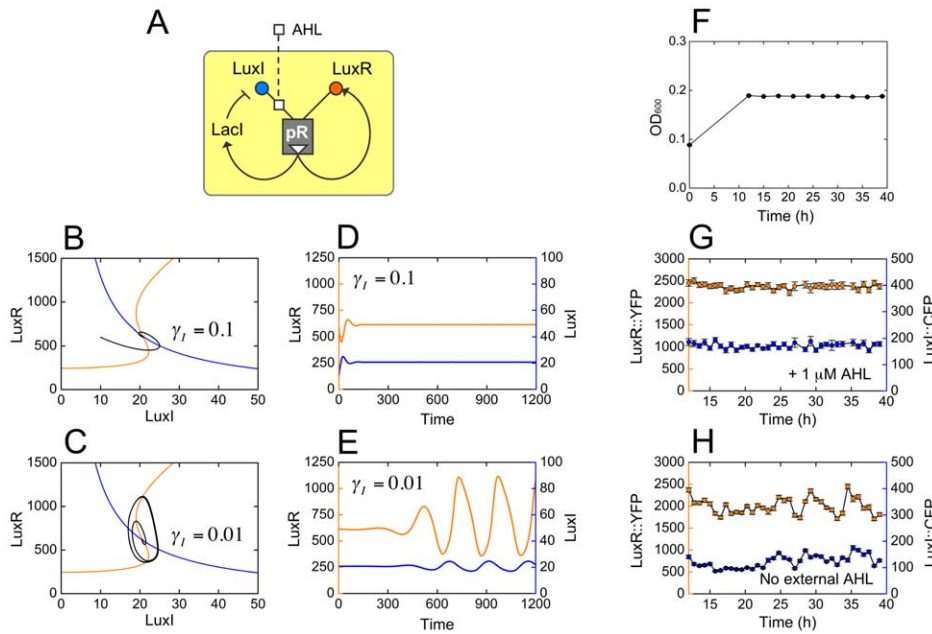 A
AHL
LuxI
LuxR
LacI
pR
B
1500
1000
500
0
LuxR
γI = 0.1
0 10 20 30 40 50
LuxI
C
1500
1000
500
0
LuxR
γI = 0.01
0 10 20 30 40 50
LuxI
D
1250
1000
750
500
250
0
LuxR
γI = 0.1
100
80
60
40
20
0
LuxI
0 300 600 900 1200
Time
E
1250
1000
750
500
250
0
LuxR
γI = 0.01
100
80
60
40
20
0
LuxI
0 300 600 900 1200
Time
F
0.3
0.2
0.1
0.0
OD600
0 5 10 15 20 25 30 35 40
Time (h)
G
3000
2500
2000
1500
1000
500
0
LuxR::YFP
+ 1 μM AHL
500
400
300
200
100
0
LuxI::CFP
15 20 25 30 35 40
Time (h)
H
3000
2500
2000
1500
1000
500
0
LuxR::YFP
No external AHL
500
400
300
200
100
0
LuxI::CFP
15 20 25 30 35 40
Time (h)